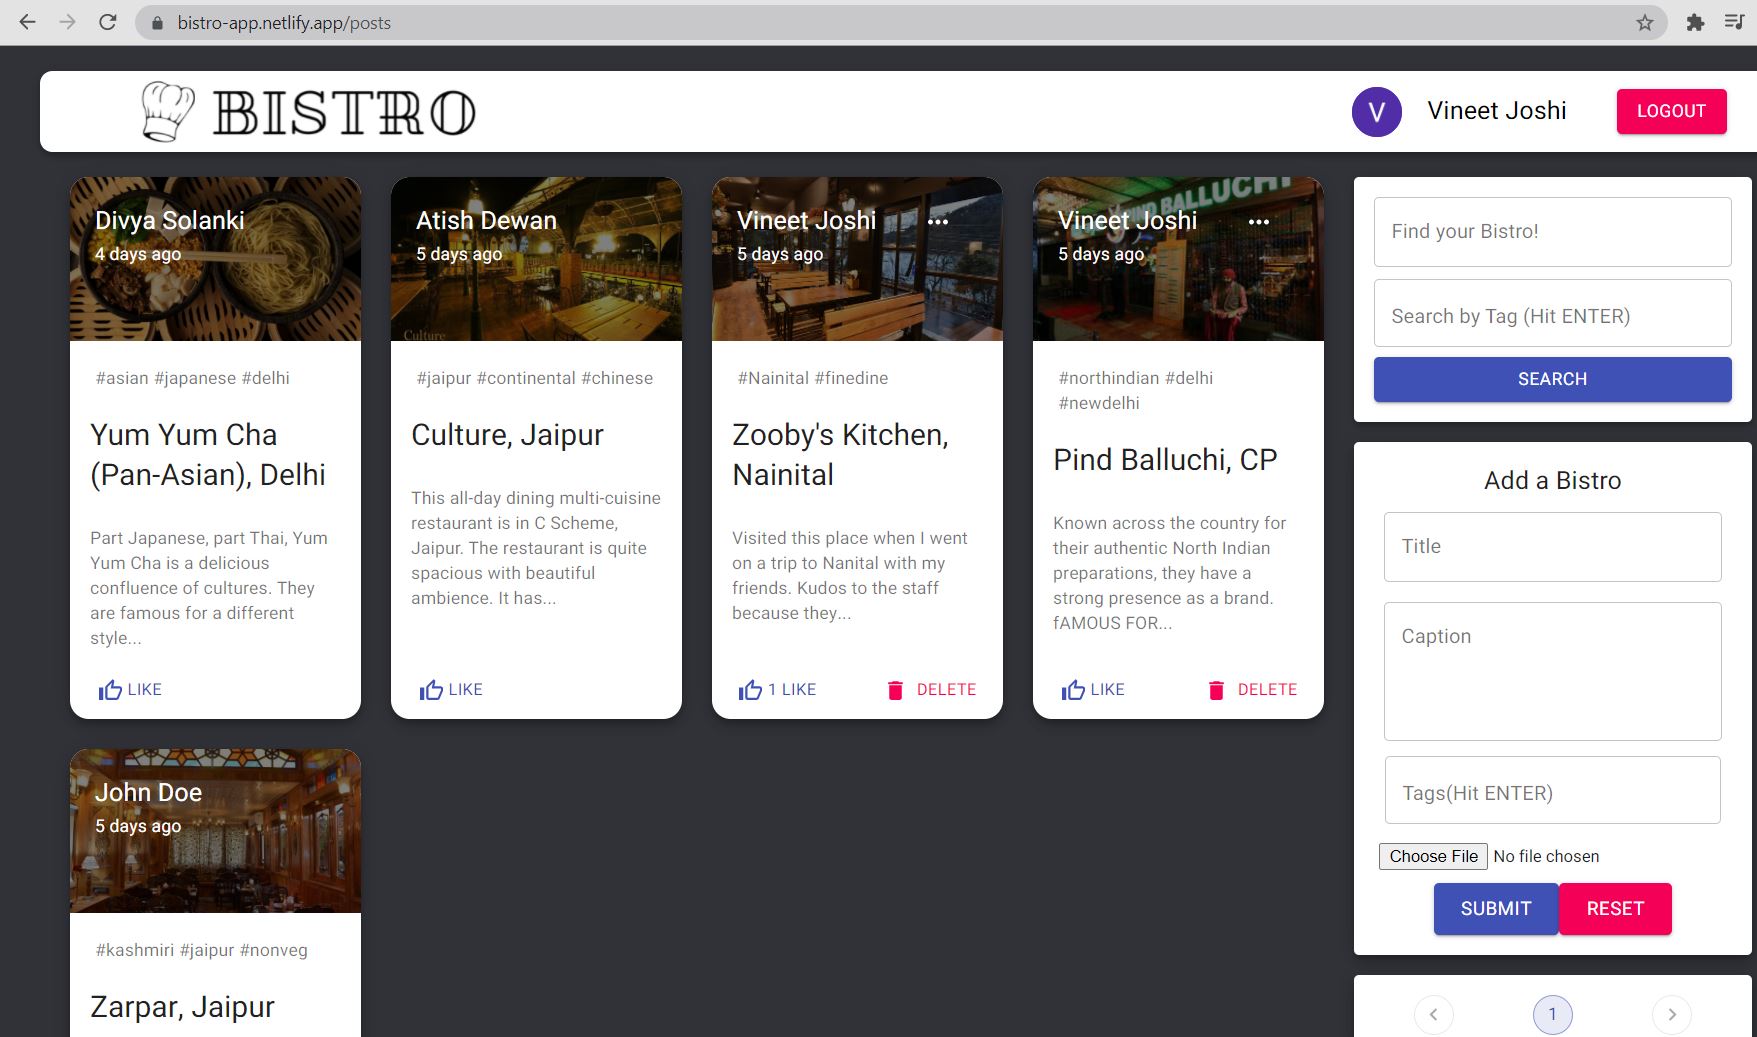 bistro-app.netlify.app/posts
BISTRO
V
Vineet Joshi
LOGOUT
Divya Solanki
4 days ago
#asian #japanese #delhi
Yum Yum Cha
(Pan-Asian), Delhi
Part Japanese, part Thai, Yum
Yum Cha is a delicious
confluence of cultures. They
are famous for a different
style...
LIKE
Atish Dewan
5 days ago
Culture
#jaipur #continental #chinese
Culture, Jaipur
This all-day dining multi-cuisine
restaurant is in C Scheme,
Jaipur. The restaurant is quite
spacious with beautiful
ambience. It has...
LIKE
Vineet Joshi
5 days ago
#Nainital #finedine
Zooby's Kitchen,
Nainital
Visited this place when I went
on a trip to Nanital with my
friends. Kudos to the staff
because they...
1 LIKE
DELETE
PIND BALLUCHI
Vineet Joshi
5 days ago
#northindian #delhi
#newdelhi
Pind Balluchi, CP
Known across the country for
their authentic North Indian
preparations, they have a
strong presence as a brand.
fAMOUS FOR...
LIKE
DELETE
John Doe
5 days ago
#kashmiri #jaipur #nonveg
Zarpar, Jaipur
Find your Bistro!
Search by Tag (Hit ENTER)
SEARCH
Add a Bistro
Title
Caption
Tags(Hit ENTER)
Choose File No file chosen
SUBMIT RESET
1